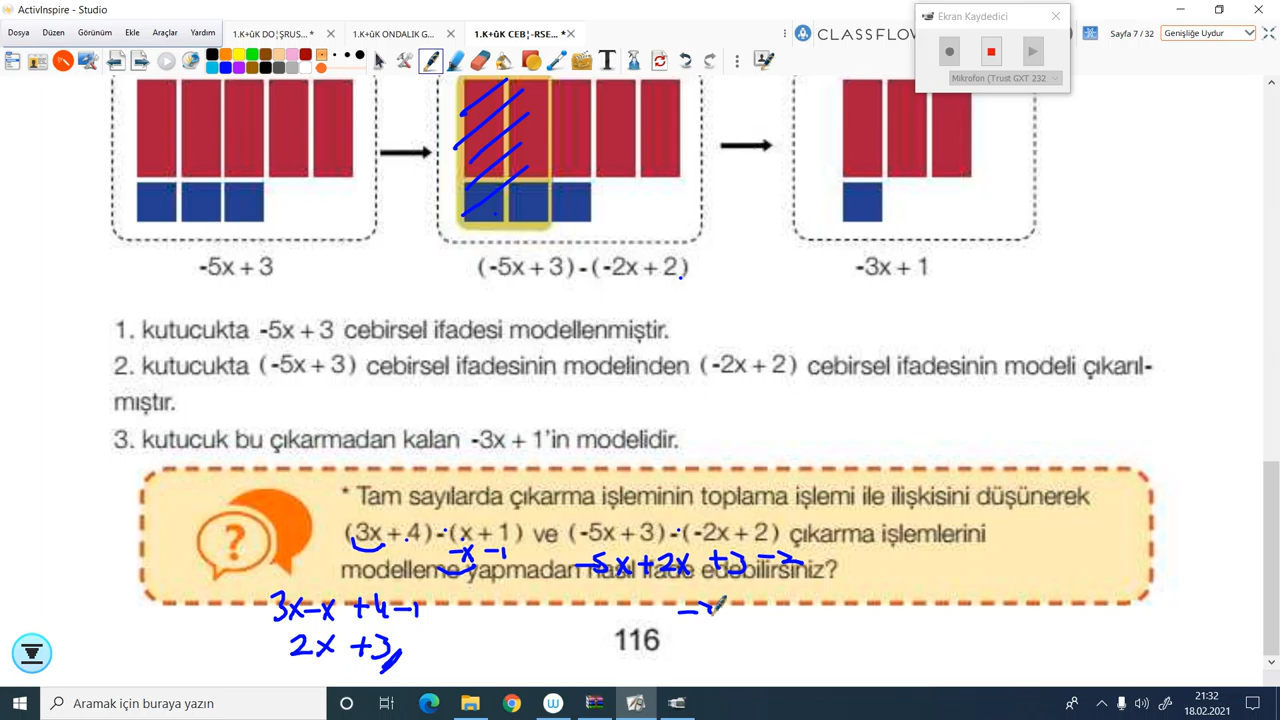 ActivInspire - Studio
Ekran Kaydedici
Dosya Düzen Görünüm Ekle Araçlar Yardım
1.K+ûK DO¦ŞRUS... *
1.K+ûK ONDALIK G...
1.K+ûK CEB¦-RSE... *
CLASSFLOW
Sayfa 7 / 32
Genişliğe Uydur
Mikrofon (Trust GXT 232
-5x + 3
(-5x + 3) - (-2x + 2)
-3x + 1
1. kutucukta -5x + 3 cebirsel ifadesi modellenmiştir.
2. kutucukta (-5x + 3) cebirsel ifadesinin modelinden (-2x + 2) cebirsel ifadesinin modeli çıkarıl-
mıştır.
3. kutucuk bu çıkarmadan kalan -3x + 1'in modelidir.
* Tam sayılarda çıkarma işleminin toplama işlemi ile ilişkisini düşünerek
(3x + 4) - (x + 1) ve (-5x + 3) - (-2x + 2) çıkarma işlemlerini
-x -1
-5x+2x +3-2
modelleme yapmadan nasıl ifade edebilirsiniz?
3x-x +4-1
2x +3
116
Aramak için buraya yazın
21:32
18.02.2021